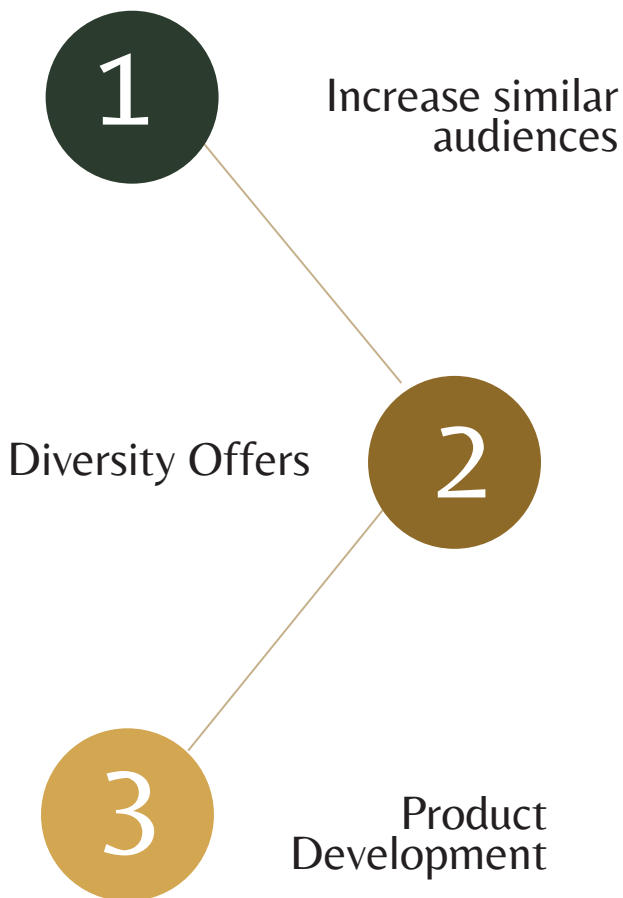 1
Increase similar
audiences
Diversity Offers
2
3
Product
Development